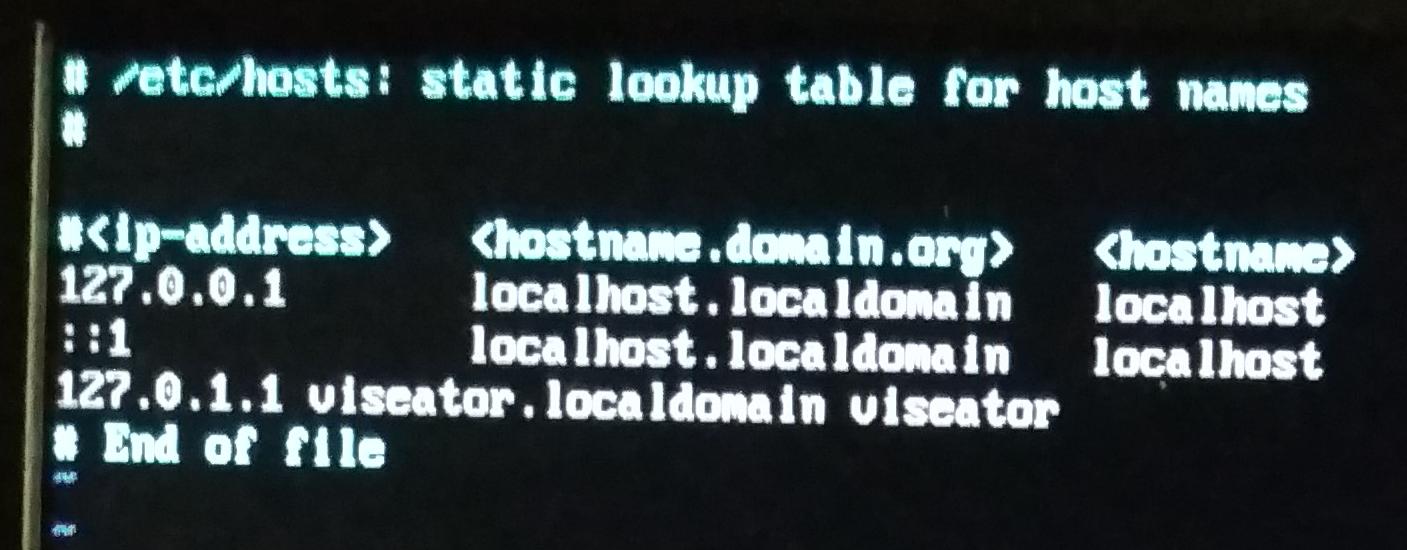 # /etc/hosts: static lookup table for host names
#
#<ip-address>   <hostname.domain.org>   <hostname>
127.0.0.1       localhost.localdomain   localhost
::1             localhost.localdomain   localhost
127.0.1.1 viseator.localdomain viseator
# End of file
~
~